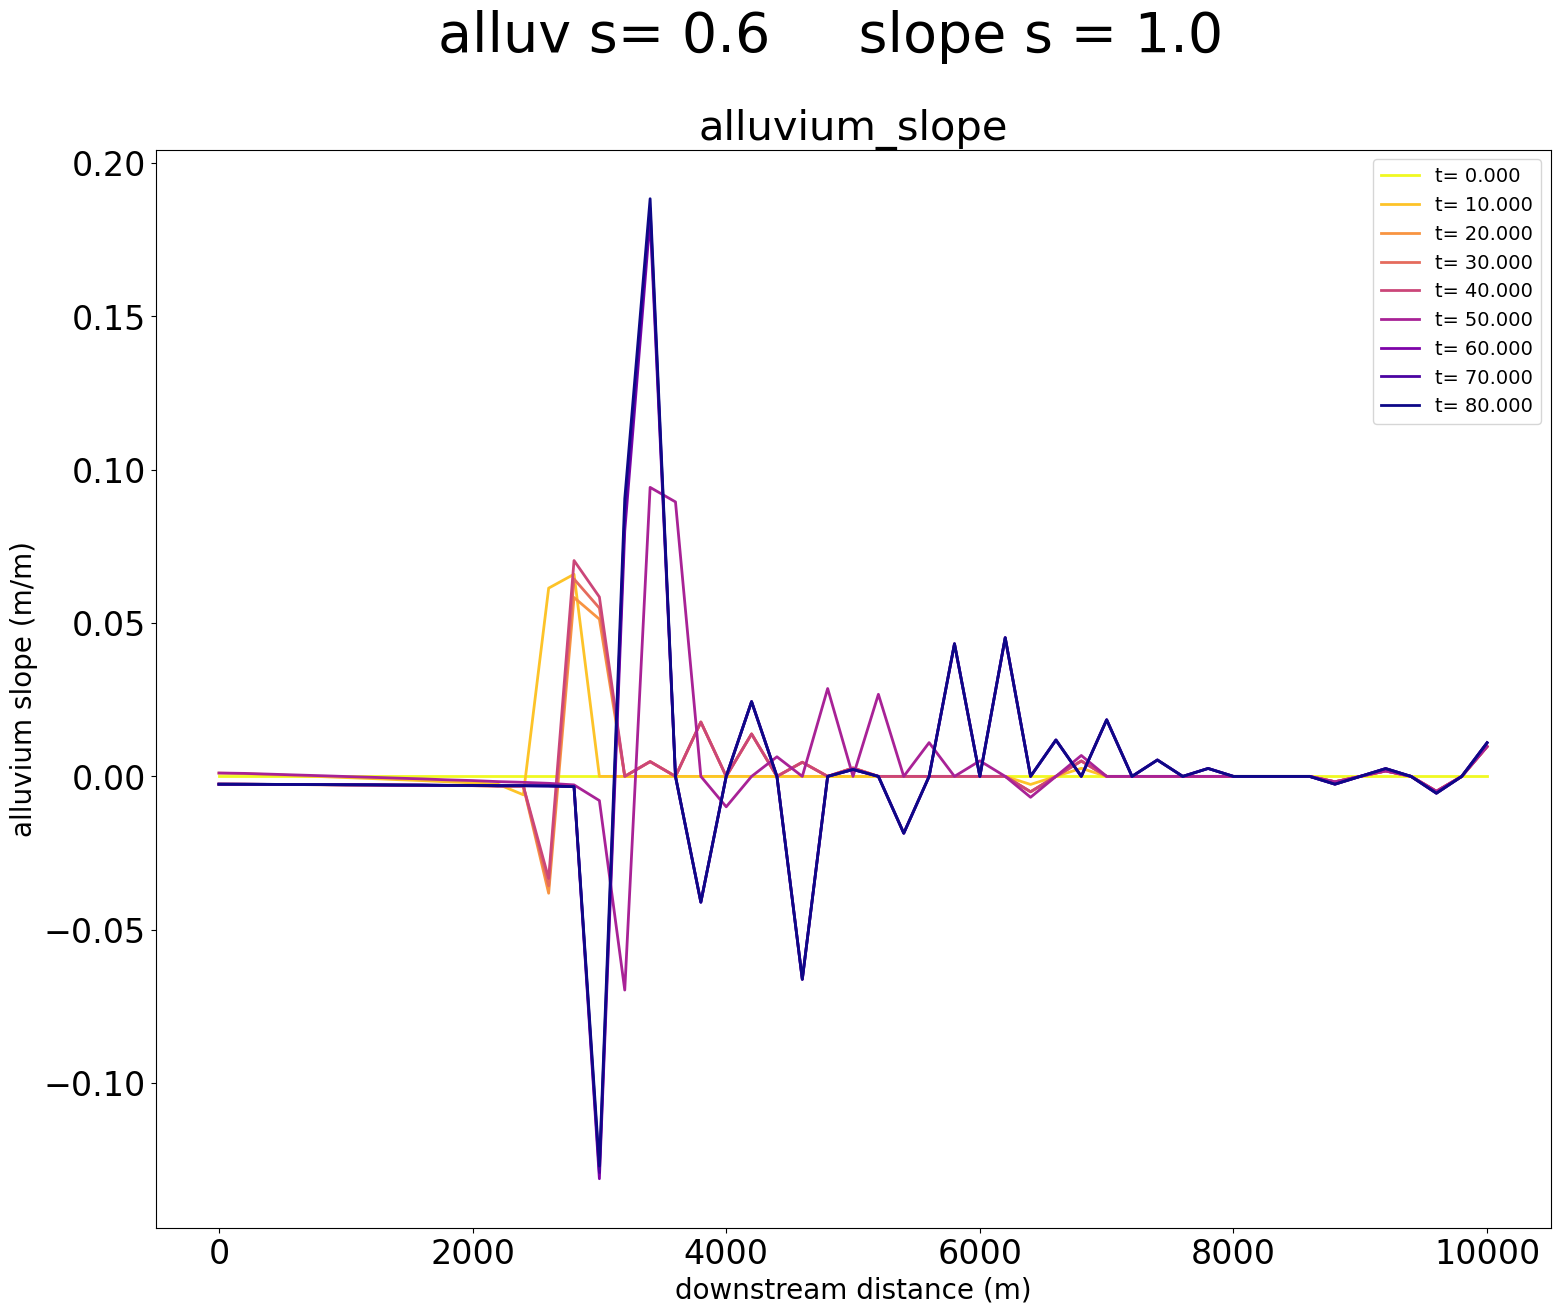 alluv s= 0.6     slope s = 1.0
alluvium_slope
0.20
0.15
0.10
0.05
0.00
−0.05
−0.10
alluvium slope (m/m)
t= 0.000
t= 10.000
t= 20.000
t= 30.000
t= 40.000
t= 50.000
t= 60.000
t= 70.000
t= 80.000
0 2000 4000 6000 8000 10000
downstream distance (m)